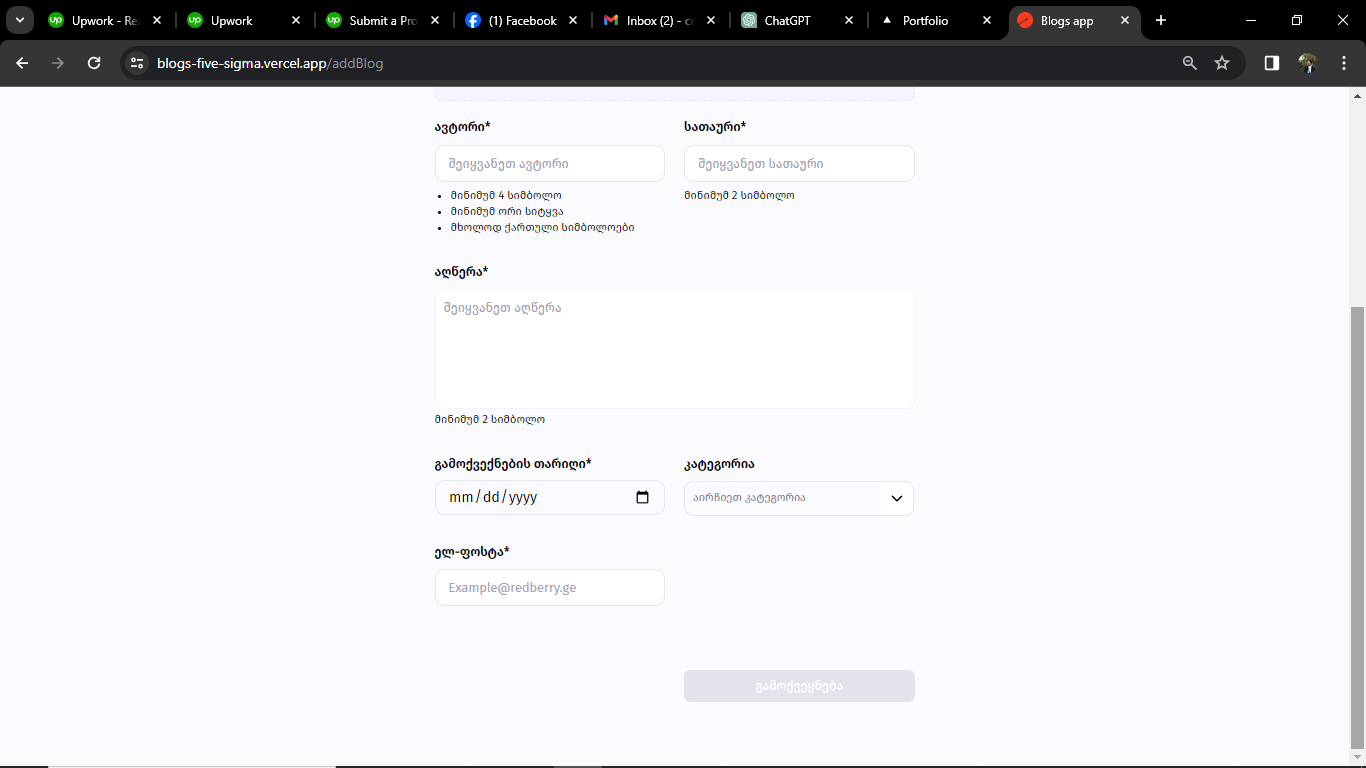 Upwork - Re
Upwork
Submit a Pro
(1) Facebook
Inbox (2) - c
ChatGPT
Portfolio
Blogs app
blogs-five-sigma.vercel.app/addBlog
ავტორი*
სათაური*
შეიყვანეთ ავტორი
შეიყვანეთ სათაური
მინიმუმ 4 სიმბოლო
მინიმუმ 2 სიმბოლო
მინიმუმ ორი სიტყვა
მხოლოდ ქართული სიმბოლოები
აღწერა*
შეიყვანეთ აღწერა
მინიმუმ 2 სიმბოლო
გამოქვექნების თარიღი*
კატეგორია
mm/dd/yyyy
აირჩიეთ კატეგორია
ელ-ფოსტა*
Example@redberry.ge
გამოქვეყნება